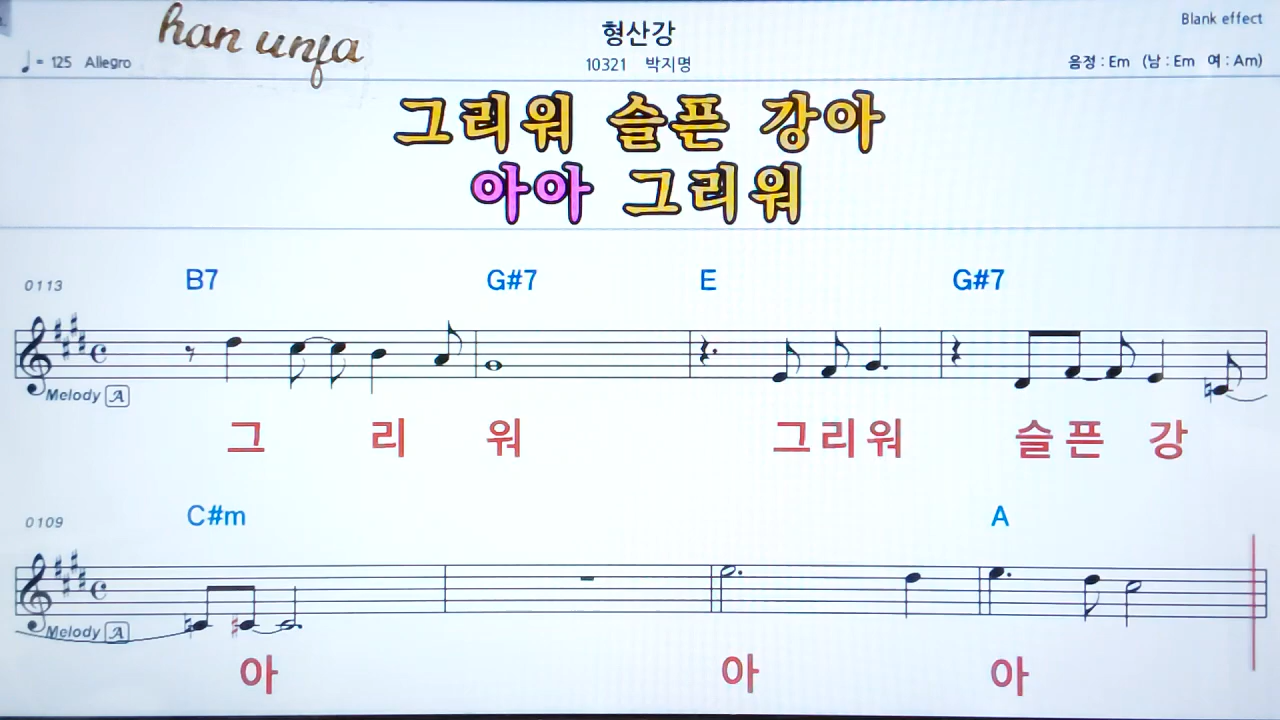 han unfa
형산강
Blank effect
♩= 125 Allegro
10321 박지명
음정 : Em (남 : Em 여 : Am)
그리워 슬픈 강아
아아 그리워
0113 B7 G#7 E G#7
Melody A
그 리 워 그리워 슬픈 강
0109 C#m A
Melody A
아 아 아